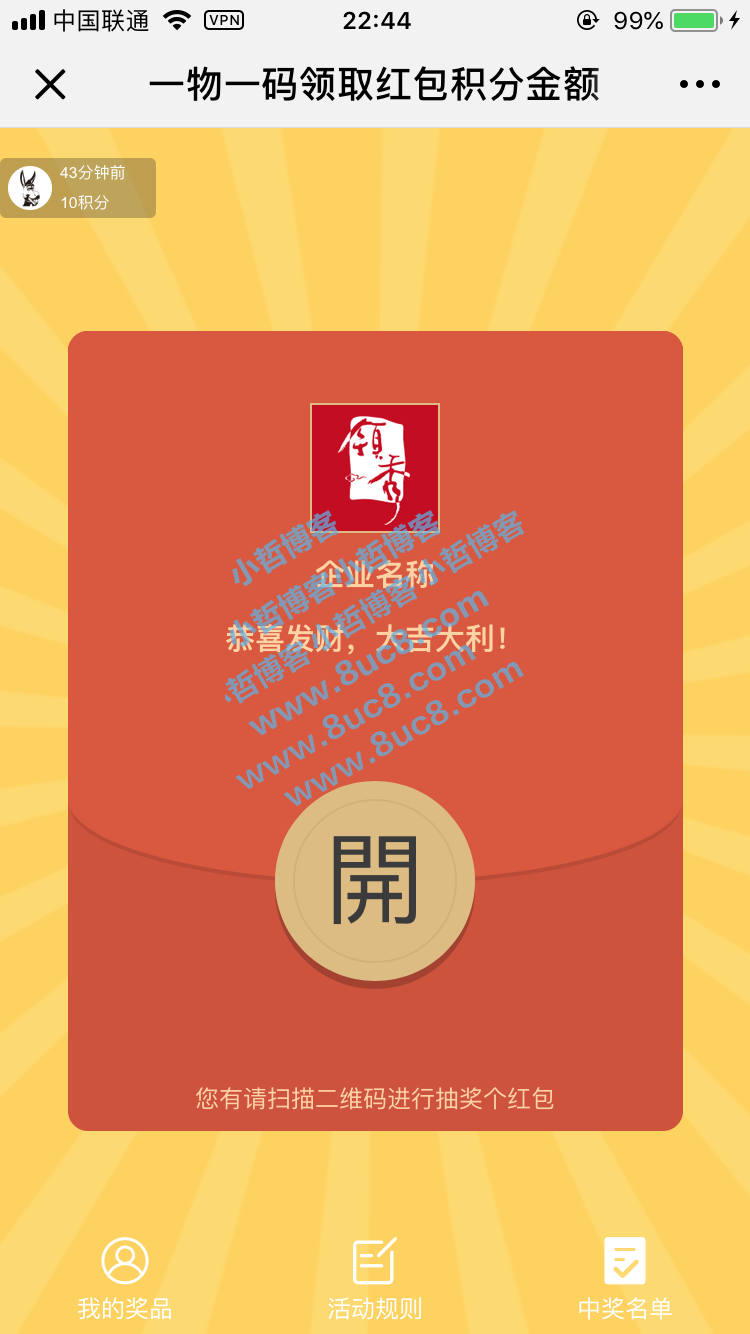 中国联通 VPN 22:44 99%
一物一码领取红包积分金额
43分钟前
10积分
领秀
企业名称
恭喜发财，大吉大利！
小哲博客
小哲博客
小哲博客
小哲博客
小哲博客
小哲博客
www.8uc8.com
www.8uc8.com
www.8uc8.com
開
您有请扫描二维码进行抽奖个红包
我的奖品 活动规则 中奖名单